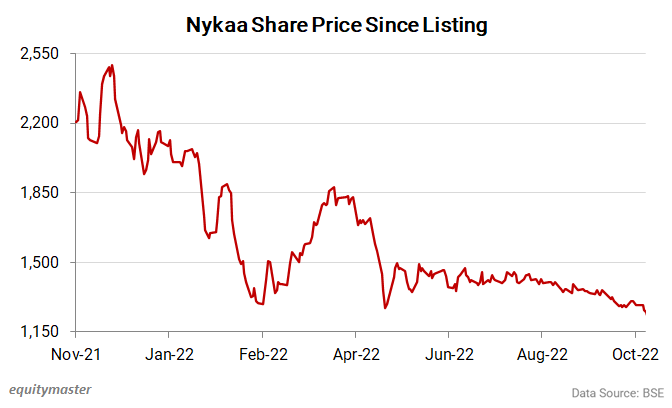 Nykaa Share Price Since Listing
2,550
2,200
1,850
1,500
1,150
Nov-21 Jan-22 Feb-22 Apr-22 Jun-22 Aug-22 Oct-22
equitymaster
Data Source: BSE